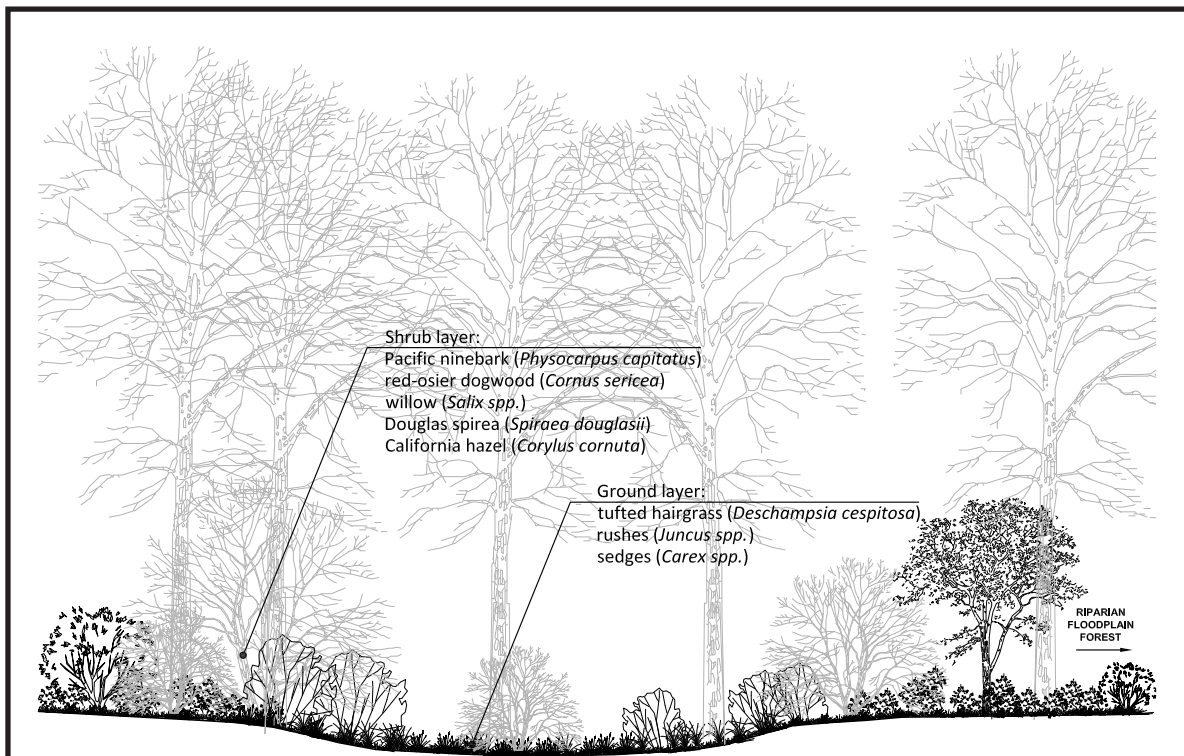 Shrub layer:
Pacific ninebark (Physocarpus capitatus)
red-osier dogwood (Cornus sericea)
willow (Salix spp.)
Douglas spirea (Spiraea douglasii)
California hazel (Corylus cornuta)
Ground layer:
tufted hairgrass (Deschampsia cespitosa)
rushes (Juncus spp.)
sedges (Carex spp.)
RIPARIAN
FLOODPLAIN
FOREST